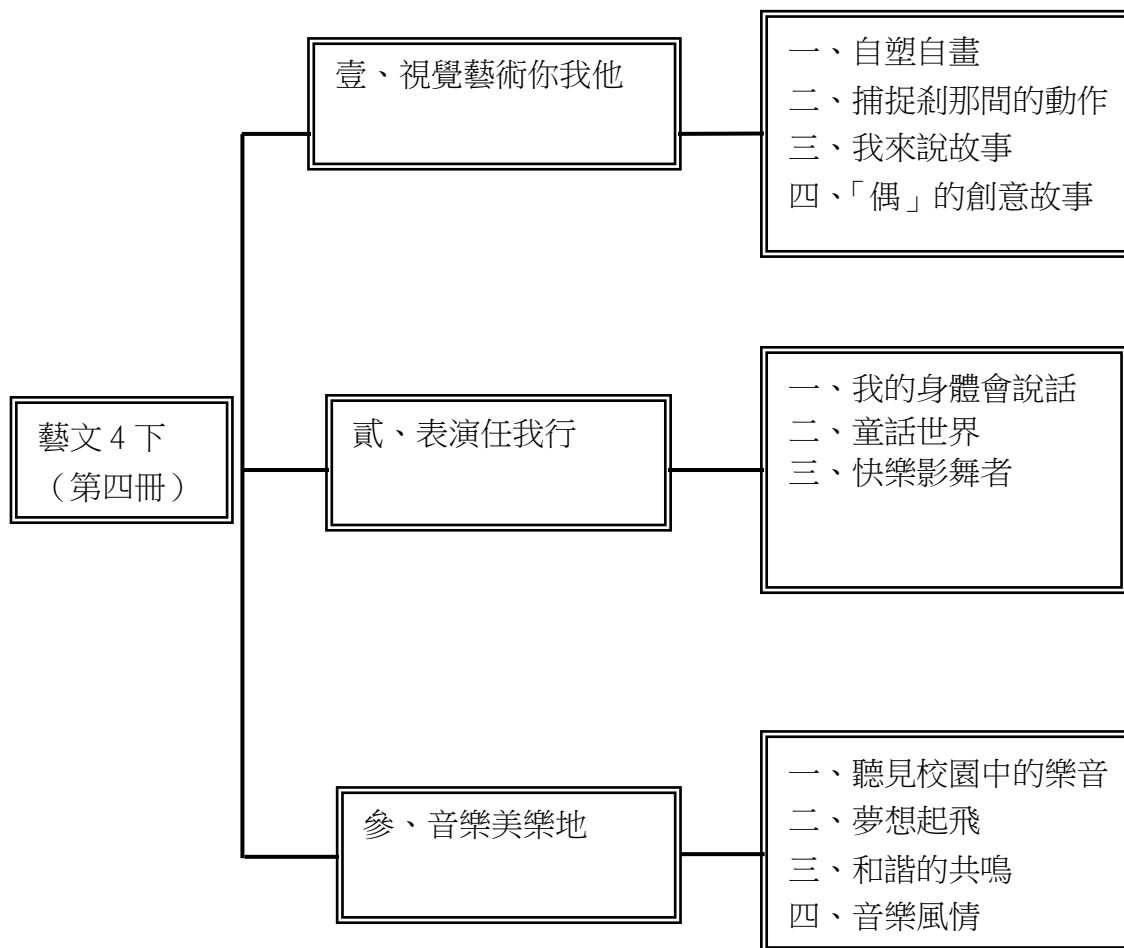 壹、視覺藝術你我他
一、自塑自畫
二、捕捉剎那間的動作
三、我來說故事
四、「偶」的創意故事
藝文 4 下
（第四冊）
貳、表演任我行
一、我的身體會說話
二、童話世界
三、快樂影舞者
參、音樂美樂地
一、聽見校園中的樂音
二、夢想起飛
三、和諧的共鳴
四、音樂風情